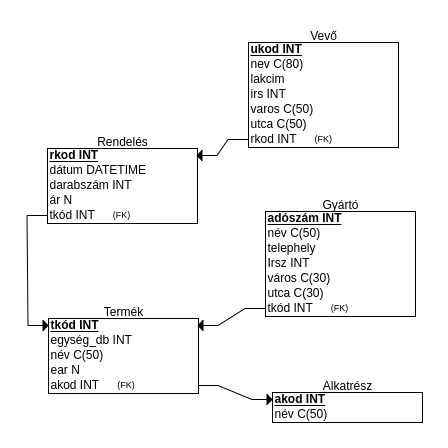 Vevő
ukod INT
nev C(80)
lakcim
irs INT
varos C(50)
utca C(50)
rkod INT (FK)
Rendelés
rkod INT
dátum DATETIME
darabszám INT
ár N
tkód INT (FK)
Gyártó
adószám INT
név C(50)
telephely
Irsz INT
város C(30)
utca C(30)
tkód INT (FK)
Termék
tkód INT
egység_db INT
név C(50)
ear N
akod INT (FK)
Alkatrész
akod INT
név C(50)